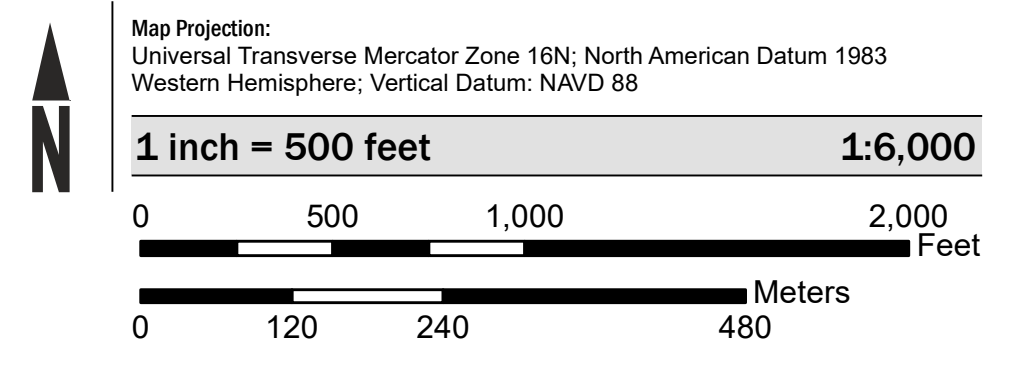 N
Map Projection:
Universal Transverse Mercator Zone 16N; North American Datum 1983
Western Hemisphere; Vertical Datum: NAVD 88
1 inch = 500 feet 1:6,000
0 500 1,000 2,000
Feet
Meters
0 120 240 480